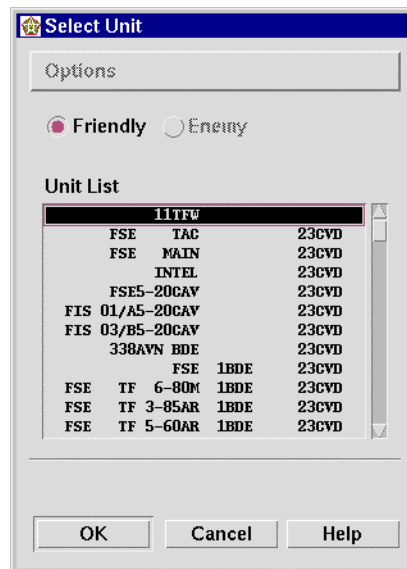 Select Unit
Options
Friendly Enemy
Unit List
11TFW
FSE TAC 23CVD
FSE MAIN 23CVD
INTEL 23CVD
FSE5-20CAV 23CVD
FIS 01/A5-20CAV 23CVD
FIS 03/B5-20CAV 23CVD
338AVN BDE 23CVD
FSE 1BDE 23CVD
FSE TF 6-80M 1BDE 23CVD
FSE TF 3-85AR 1BDE 23CVD
FSE TF 5-60AR 1BDE 23CVD
OK Cancel Help